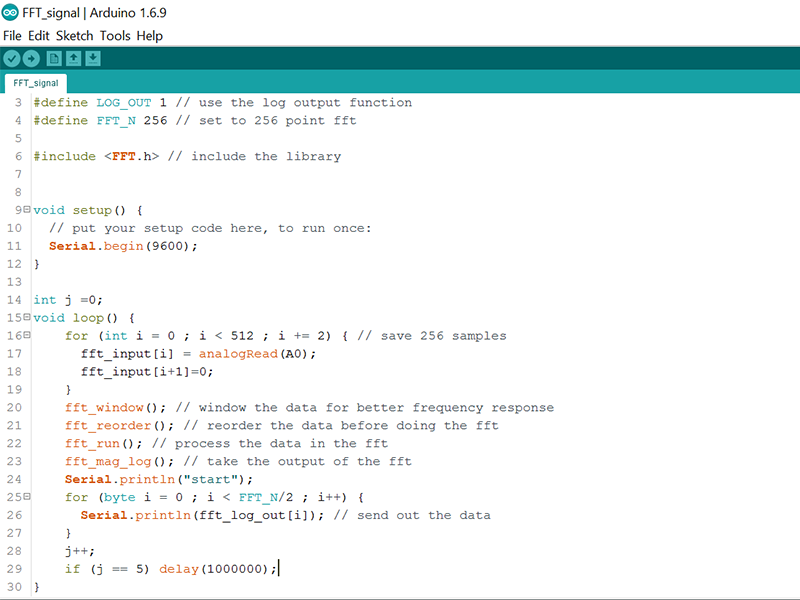 FFT_signal | Arduino 1.6.9
File Edit Sketch Tools Help
FFT_signal
3 #define LOG_OUT 1 // use the log output function
4 #define FFT_N 256 // set to 256 point fft
5
6 #include <FFT.h> // include the library
7
8
9 void setup() {
10   // put your setup code here, to run once:
11   Serial.begin(9600);
12 }
13
14 int j =0;
15 void loop() {
16     for (int i = 0 ; i < 512 ; i += 2) { // save 256 samples
17       fft_input[i] = analogRead(A0);
18       fft_input[i+1]=0;
19     }
20     fft_window(); // window the data for better frequency response
21     fft_reorder(); // reorder the data before doing the fft
22     fft_run(); // process the data in the fft
23     fft_mag_log(); // take the output of the fft
24     Serial.println("start");
25     for (byte i = 0 ; i < FFT_N/2 ; i++) {
26       Serial.println(fft_log_out[i]); // send out the data
27     }
28     j++;
29     if (j == 5) delay(1000000);
30 }